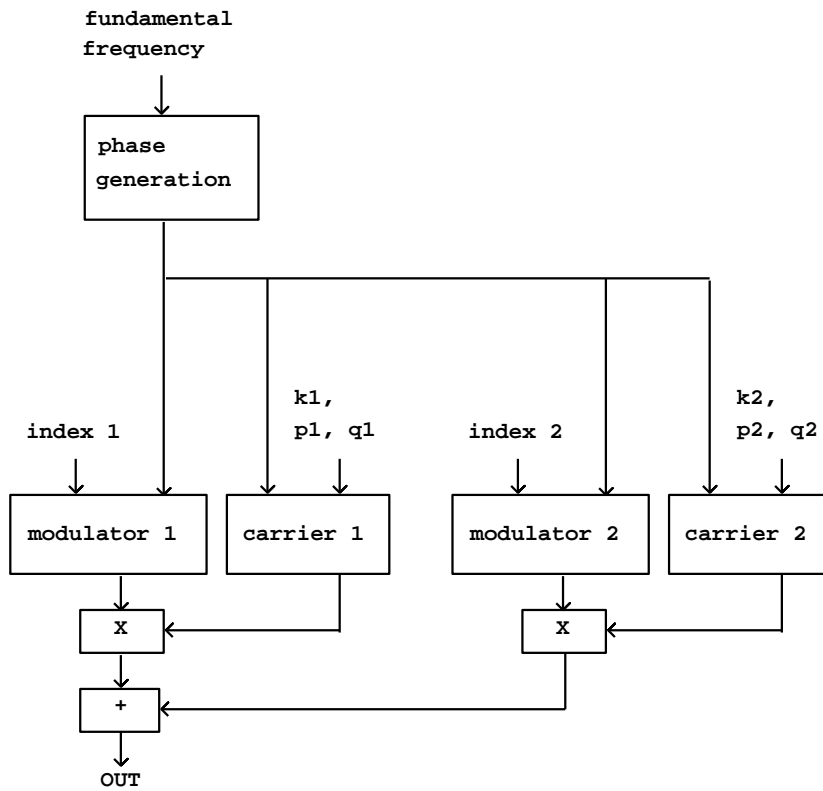 fundamental
frequency
phase
generation
k1,
p1, q1
k2,
p2, q2
index 1
index 2
modulator 1
carrier 1
modulator 2
carrier 2
X
X
+
OUT